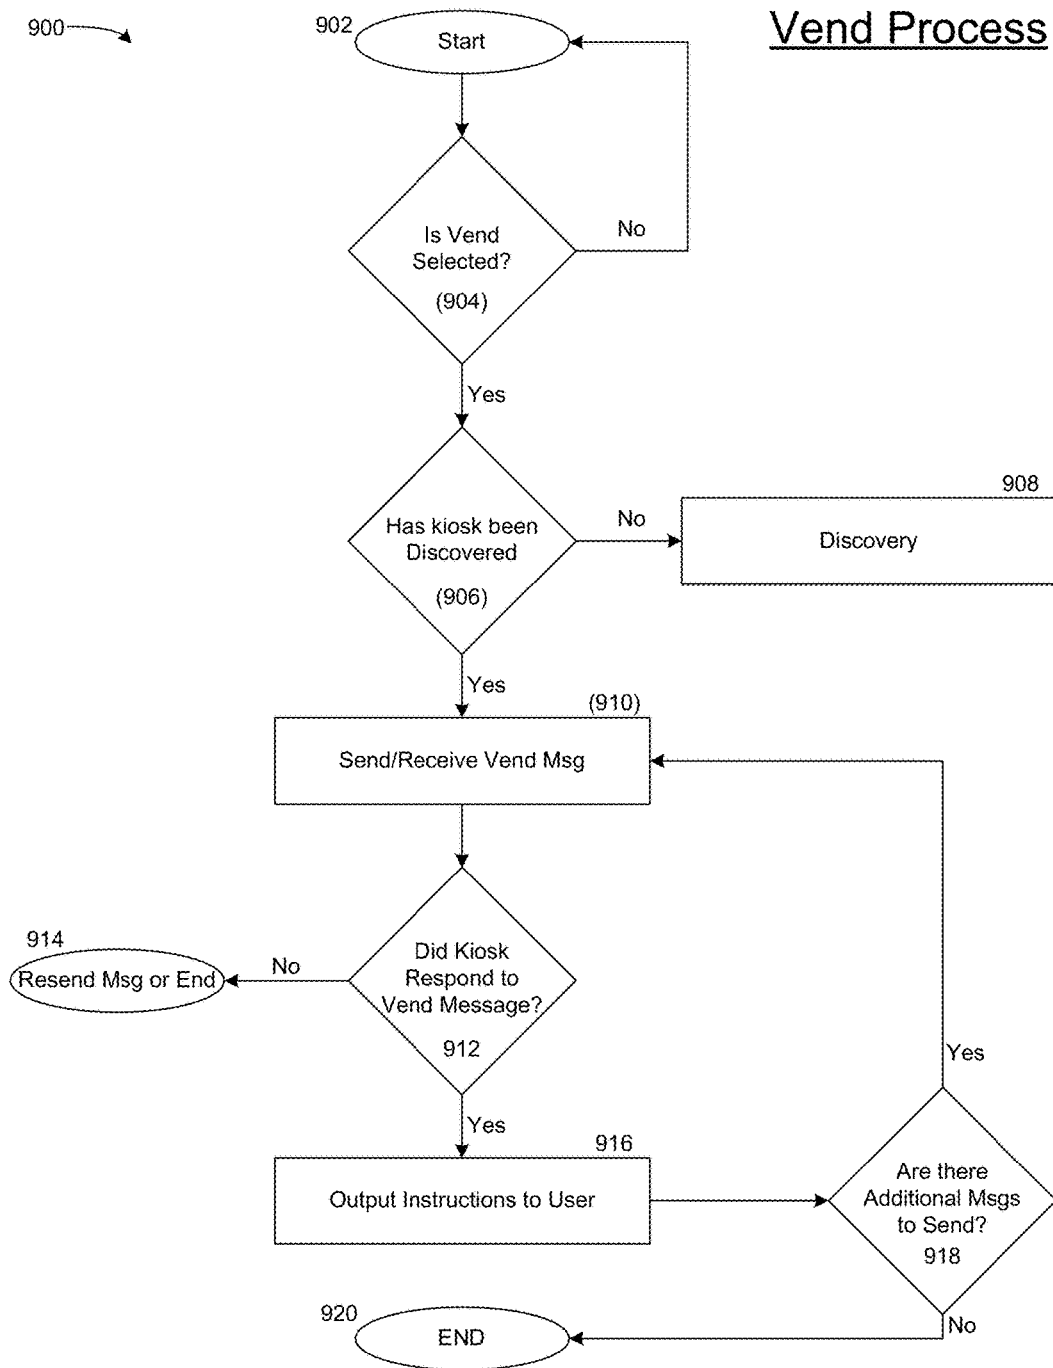 Vend Process
900
902
Start
Is Vend
Selected?
(904)
No
Yes
Has kiosk been
Discovered
(906)
No
908
Discovery
Yes
(910)
Send/Receive Vend Msg
914
Resend Msg or End
No
Did Kiosk
Respond to
Vend Message?
912
Yes
916
Output Instructions to User
Yes
Are there
Additional Msgs
to Send?
918
No
920
END